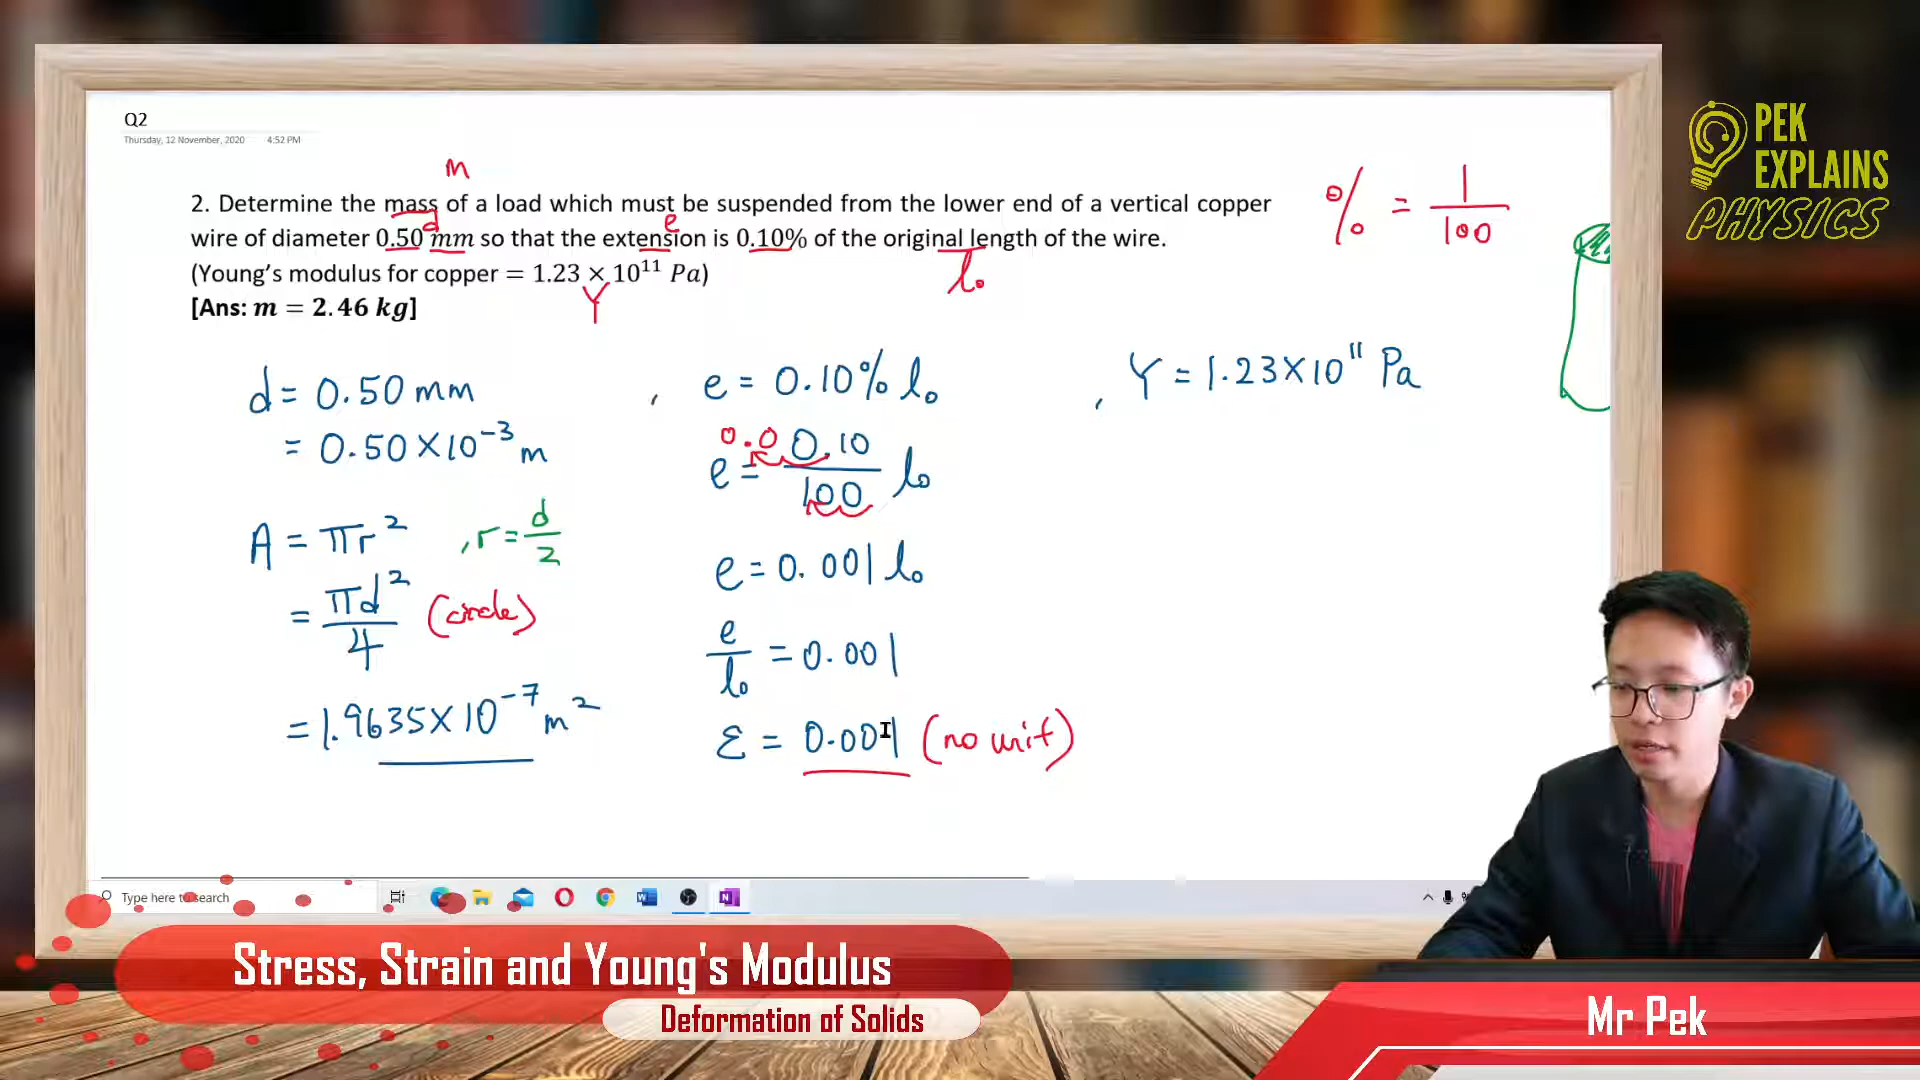 Q2
Thursday, 12 November, 2020 4:52 PM
m
2. Determine the mass of a load which must be suspended from the lower end of a vertical copper
d e
wire of diameter 0.50 mm so that the extension is 0.10% of the original length of the wire.
l₀
(Young's modulus for copper = 1.23 × 10¹¹ Pa)
Y
[Ans: m = 2.46 kg]
% = 1/100
d = 0.50 mm
= 0.50 × 10⁻³ m
A = πr² , r = d/2
= πd²/4 (circle)
= 1.9635 × 10⁻⁷ m²
, e = 0.10% l₀
0.0
e = 0.10/100 l₀
e = 0.001 l₀
e/l₀ = 0.001
ε = 0.001 (no unit)
, Y = 1.23 × 10¹¹ Pa
PEK
EXPLAINS
PHYSICS
Type here to search
Stress, Strain and Young's Modulus
Deformation of Solids
Mr Pek